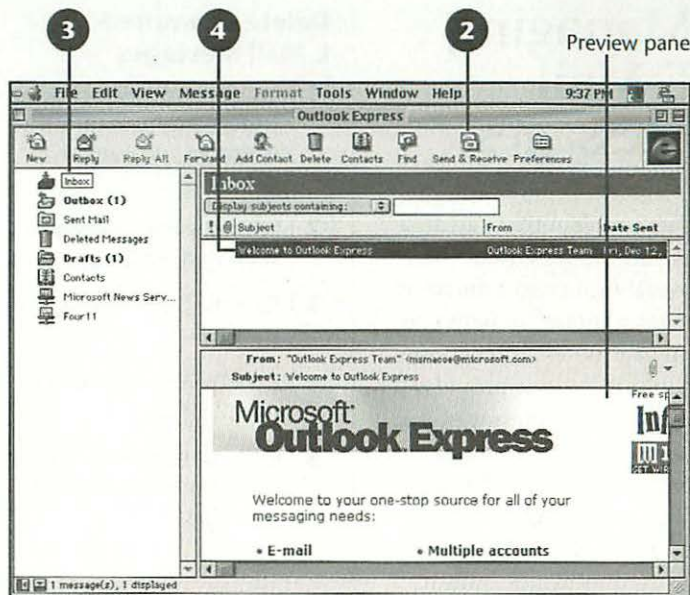 3 4 2
Preview pane
File Edit View Message Format Tools Window Help 9:37 PM
Outlook Express
New Reply Reply All Forward Add Contact Delete Contacts Find Send & Receive Preferences
Inbox
Outbox (1)
Sent Mail
Deleted Messages
Drafts (1)
Contacts
Microsoft News Serv...
Four11
Inbox
Display subjects containing:
! Subject From Date Sent
Welcome to Outlook Express Outlook Express Team Fri, Dec 12,
From: "Outlook Express Team" <msmacoe@microsoft.com>
Subject: Welcome to Outlook Express
Free sp
Microsoft
Outlook Express
Inf
Welcome to your one-stop source for all of your
messaging needs:
• E-mail • Multiple accounts
1 message(s), 1 displayed